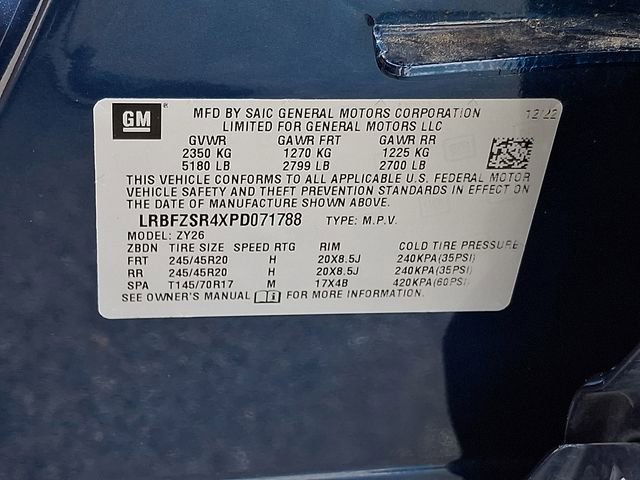 GM ® MFD BY SAIC GENERAL MOTORS CORPORATION 12/22
LIMITED FOR GENERAL MOTORS LLC
GVWR GAWR FRT GAWR RR
2350 KG 1270 KG 1225 KG
5180 LB 2799 LB 2700 LB
THIS VEHICLE CONFORMS TO ALL APPLICABLE U.S. FEDERAL MOTOR
VEHICLE SAFETY AND THEFT PREVENTION STANDARDS IN EFFECT ON
THE DATE OF MANUFACTURE SHOWN ABOVE.
LRBFZSR4XPD071788 TYPE: M.P.V.
MODEL: ZY26
ZBDN TIRE SIZE SPEED RTG RIM COLD TIRE PRESSURE
FRT 245/45R20 H 20X8.5J 240KPA(35PSI)
RR 245/45R20 H 20X8.5J 240KPA(35PSI)
SPA T145/70R17 M 17X4B 420KPA(60PSI)
SEE OWNER'S MANUAL FOR MORE INFORMATION.